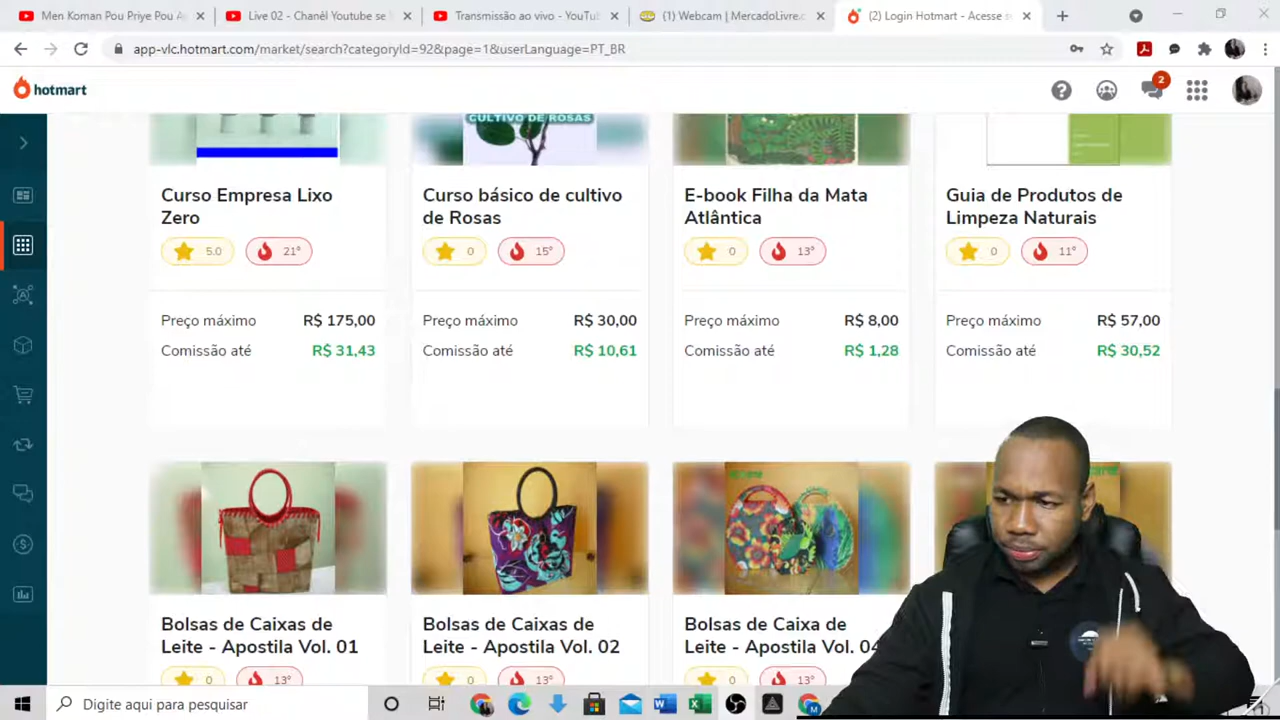 Men Koman Pou Priye Pou A
Live 02 - Chanèl Youtube se l
Transmissão ao vivo - YouTu
(1) Webcam | MercadoLivre.c
(2) Login Hotmart - Acesse s
app-vlc.hotmart.com/market/search?categoryId=92&page=1&userLanguage=PT_BR
hotmart
2
CULTIVO DE ROSAS
Curso Empresa Lixo
Zero
5.0 21°
Preço máximo R$ 175,00
Comissão até R$ 31,43
Curso básico de cultivo
de Rosas
0 15°
Preço máximo R$ 30,00
Comissão até R$ 10,61
E-book Filha da Mata
Atlântica
0 13°
Preço máximo R$ 8,00
Comissão até R$ 1,28
Guia de Produtos de
Limpeza Naturais
0 11°
Preço máximo R$ 57,00
Comissão até R$ 30,52
Bolsas de Caixas de
Leite - Apostila Vol. 01
0 13°
Bolsas de Caixas de
Leite - Apostila Vol. 02
0 13°
Bolsas de Caixa de
Leite - Apostila Vol. 04
0 13°
Digite aqui para pesquisar